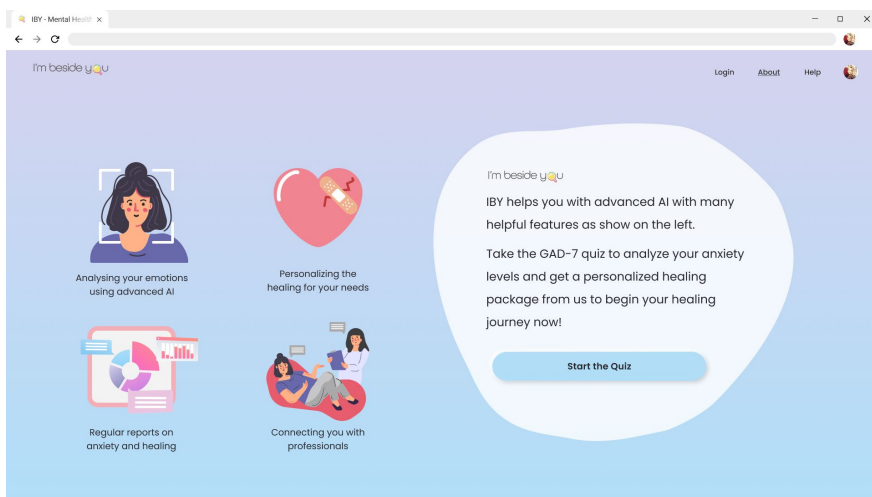 IBY - Mental Health
I'm beside you
Login About Help
Analysing your emotions
using advanced AI
Personalizing the
healing for your needs
Regular reports on
anxiety and healing
Connecting you with
professionals
I'm beside you
IBY helps you with advanced AI with many
helpful features as show on the left.
Take the GAD-7 quiz to analyze your anxiety
levels and get a personalized healing
package from us to begin your healing
journey now!
Start the Quiz